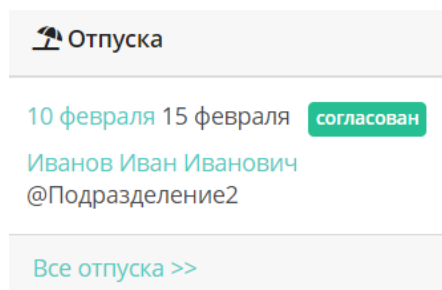 Отпуска
10 февраля 15 февраля согласован
Иванов Иван Иванович
@Подразделение2
Все отпуска >>